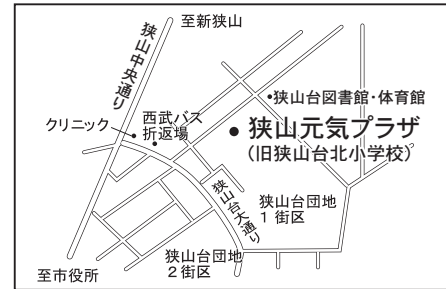 至新狭山
狭山中央通り
狭山台図書館・体育館
西武バス
折返場
クリニック
狭山元気プラザ
(旧狭山台北小学校)
狭山台大通り
狭山台団地
1街区
狭山台団地
2街区
至市役所